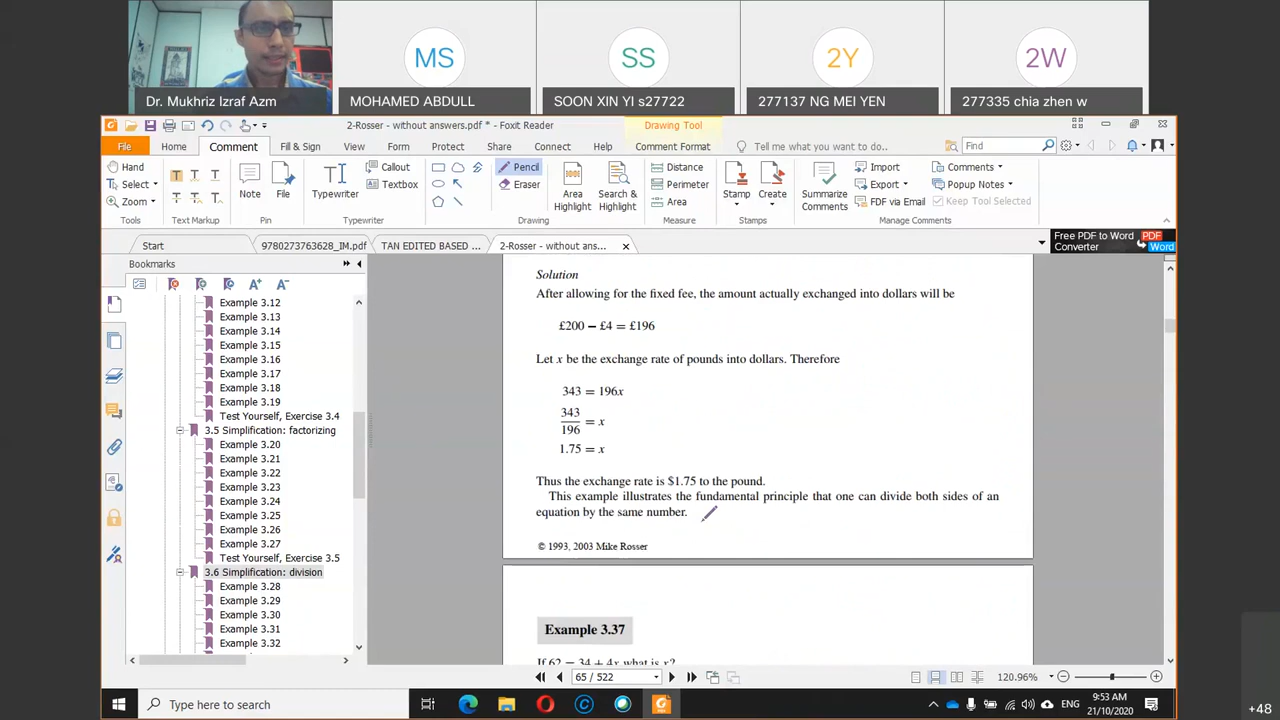 MS
SS
2Y
2W
Dr. Mukhriz Izraf Azm
MOHAMED ABDULL
SOON XIN YI s27722
277137 NG MEI YEN
277335 chia zhen w
2-Rosser - without answers.pdf * - Foxit Reader
Drawing Tool
File
Home
Comment
Fill & Sign
View
Form
Protect
Share
Connect
Help
Comment Format
Tell me what you want to do..
Find
Hand
Select
Zoom
Tools
Text Markup
Note
File
Pin
Typewriter
Callout
Textbox
Typewriter
Pencil
Eraser
Drawing
Area
Highlight
Search &
Highlight
Distance
Perimeter
Area
Measure
Stamp
Create
Stamps
Summarize
Comments
Import
Export
FDF via Email
Comments
Popup Notes
Keep Tool Selected
Manage Comments
Start
9780273763628_IM.pdf
TAN EDITED BASED ...
2-Rosser - without ans...
Free PDF to Word
Converter
PDF
Word
Bookmarks
Example 3.12
Example 3.13
Example 3.14
Example 3.15
Example 3.16
Example 3.17
Example 3.18
Example 3.19
Test Yourself, Exercise 3.4
3.5 Simplification: factorizing
Example 3.20
Example 3.21
Example 3.22
Example 3.23
Example 3.24
Example 3.25
Example 3.26
Example 3.27
Test Yourself, Exercise 3.5
3.6 Simplification: division
Example 3.28
Example 3.29
Example 3.30
Example 3.31
Example 3.32
Solution
After allowing for the fixed fee, the amount actually exchanged into dollars will be
£200 − £4 = £196
Let x be the exchange rate of pounds into dollars. Therefore
343 = 196x
343
196 = x
1.75 = x
Thus the exchange rate is $1.75 to the pound.
This example illustrates the fundamental principle that one can divide both sides of an
equation by the same number.
© 1993, 2003 Mike Rosser
Example 3.37
If 62 = 34 + 4x what is x?
65 / 522
120.96%
Type here to search
ENG
9:53 AM
21/10/2020
+48